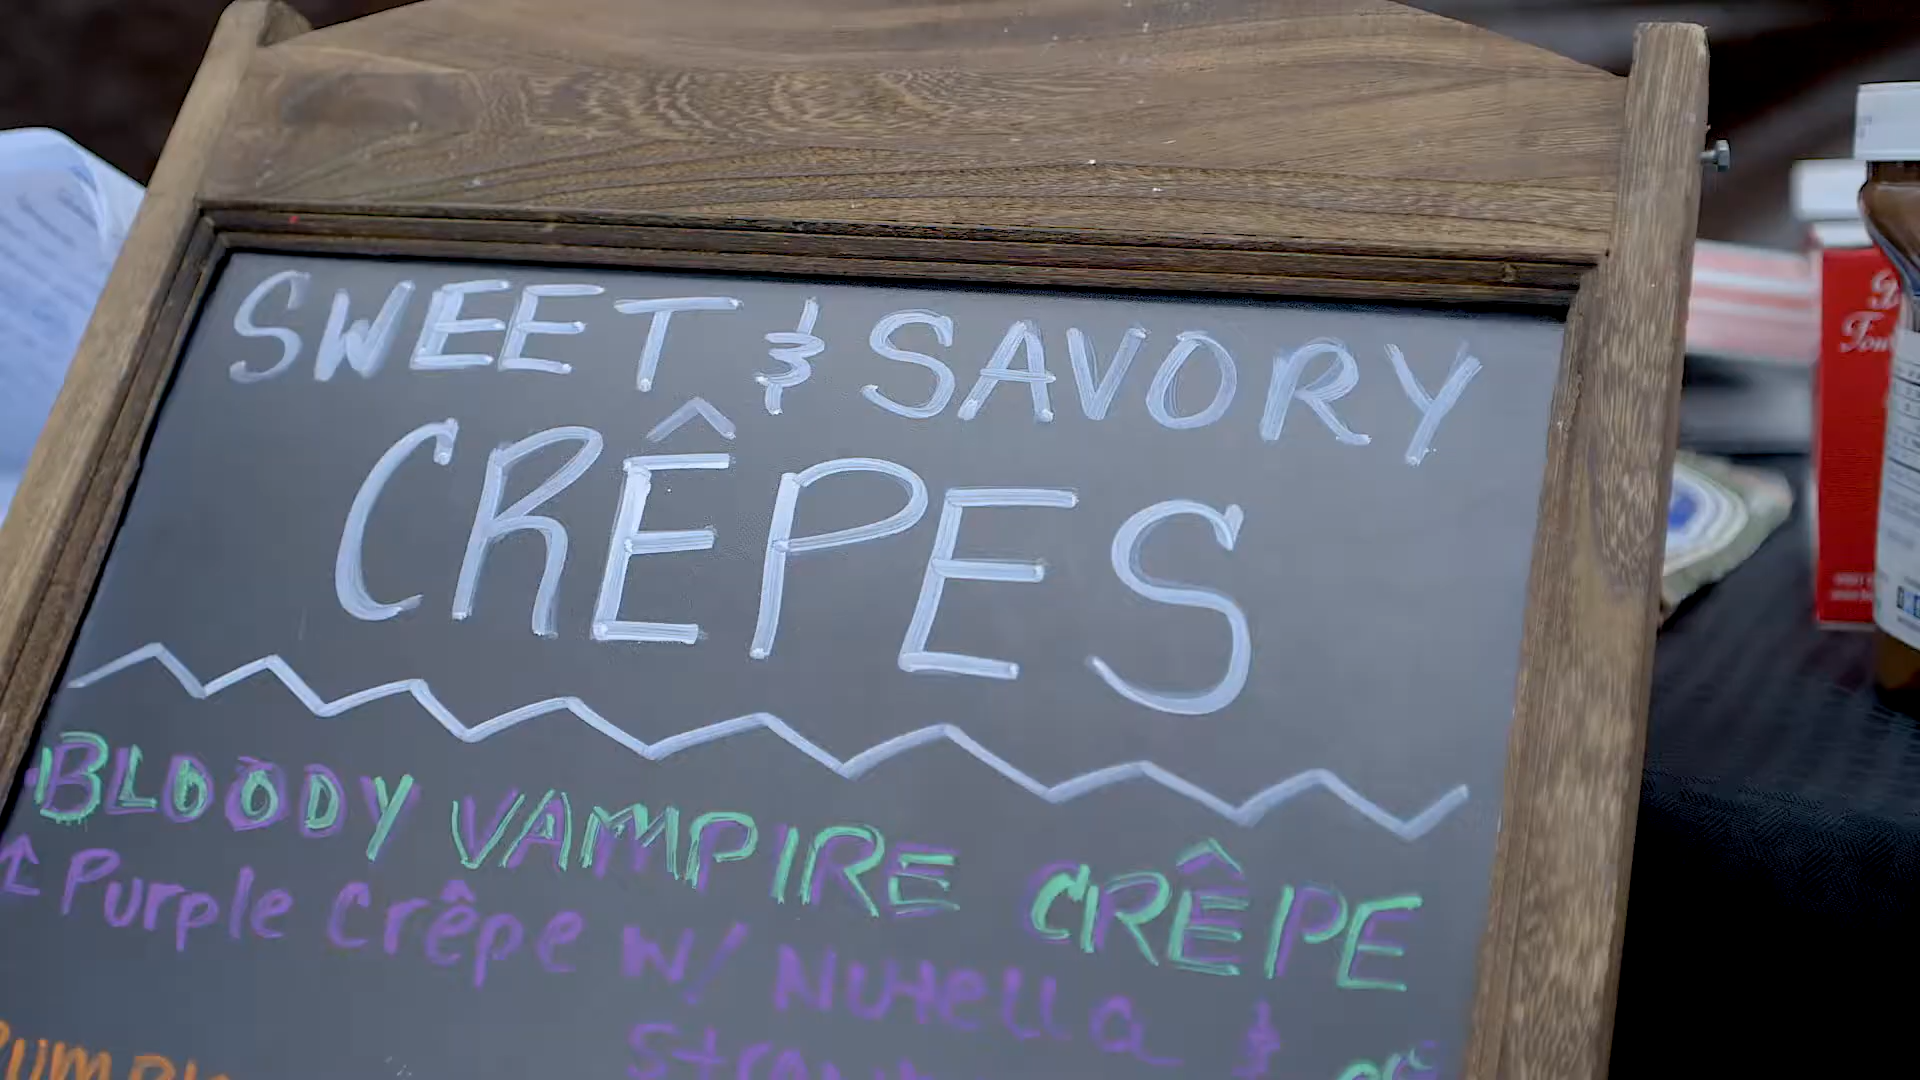 SWEET & SAVORY
CRÊPES
BLOODY VAMPIRE CRÊPE
Purple Crêpe w/ Nutella &